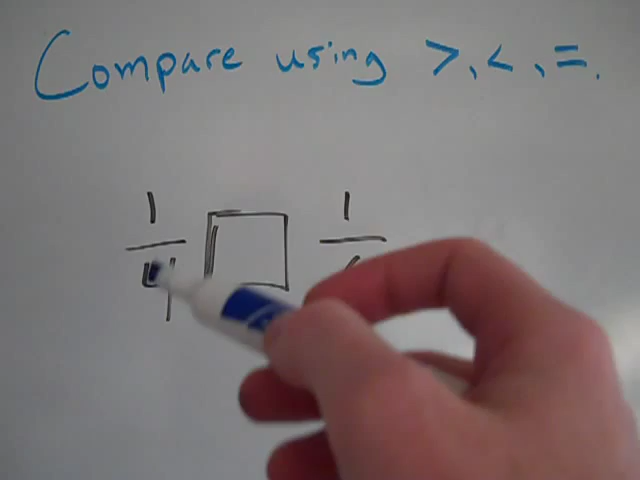 Compare using >, <, =.
1 1
4